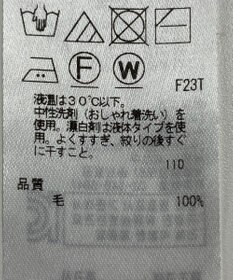 F W
F23T
液温は30℃以下。
中性洗剤（おしゃれ着洗い）を
使用。漂白剤は液体タイプを使
用。よくすすぎ、絞りの後すぐ
に干すこと。
110
品質
毛 100%